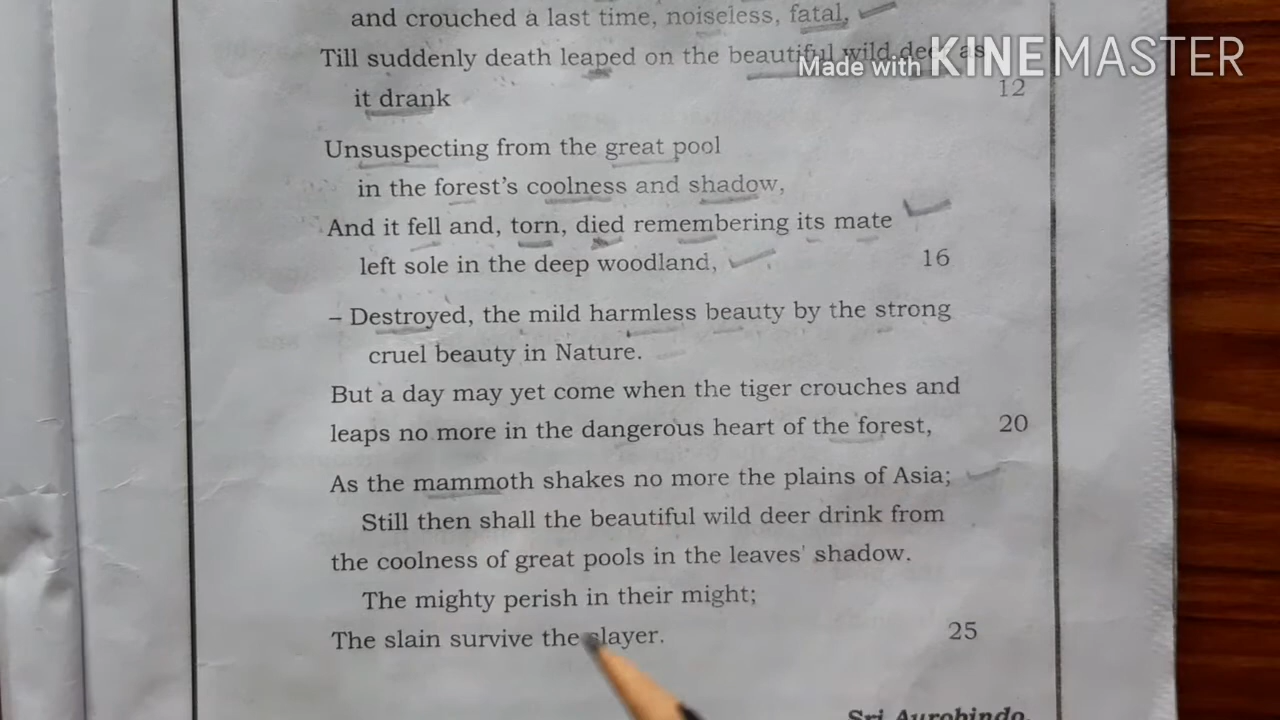 and crouched a last time, noiseless, fatal,
Till suddenly death leaped on the beautiful wild deer as
Made with KINEMASTER
it drank
12
Unsuspecting from the great pool
in the forest's coolness and shadow,
And it fell and, torn, died remembering its mate
left sole in the deep woodland,
16
– Destroyed, the mild harmless beauty by the strong
cruel beauty in Nature.
But a day may yet come when the tiger crouches and
leaps no more in the dangerous heart of the forest,
20
As the mammoth shakes no more the plains of Asia;
Still then shall the beautiful wild deer drink from
the coolness of great pools in the leaves' shadow.
The mighty perish in their might;
The slain survive the slayer.
25
Sri Aurobindo